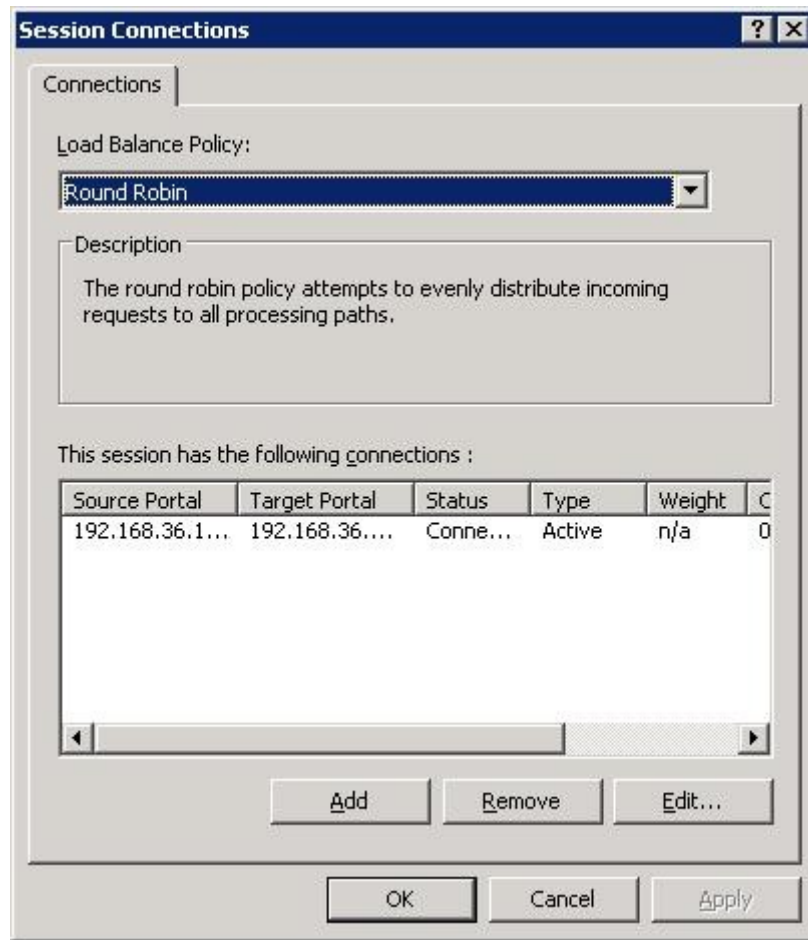 Session Connections
Connections
Load Balance Policy:
Round Robin
Description
The round robin policy attempts to evenly distribute incoming
requests to all processing paths.
This session has the following connections :
Source Portal Target Portal Status Type Weight C
192.168.36.1... 192.168.36.... Conne... Active n/a 0
Add Remove Edit...
OK Cancel Apply